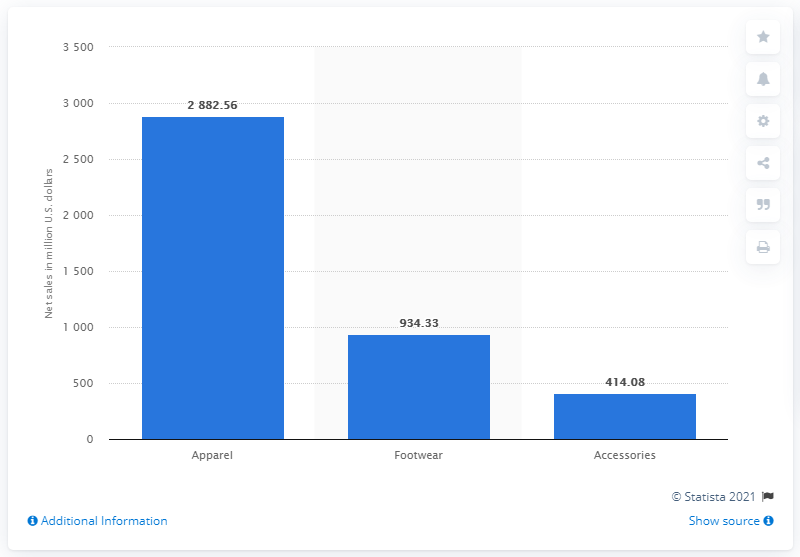 3 500
3 000
2 500
2 000
1 500
1 000
500
0
Net sales in million U.S. dollars
2 882.56
934.33
414.08
Apparel
Footwear
Accessories
© Statista 2021
Additional Information
Show source